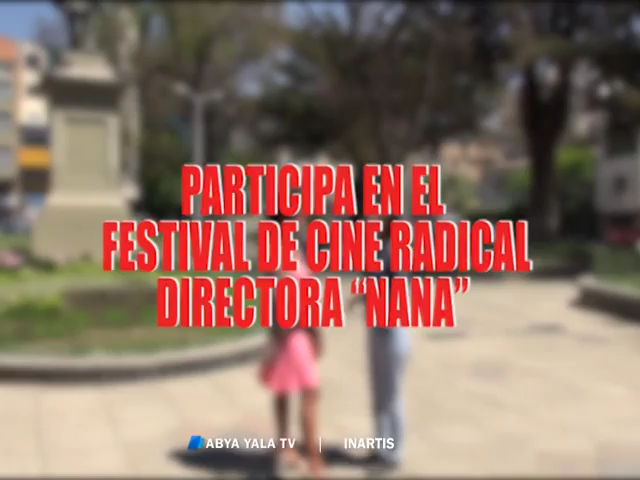 PARTICIPA EN EL
FESTIVAL DE CINE RADICAL
DIRECTORA “NANA”
ABYA YALA TV | INARTIS